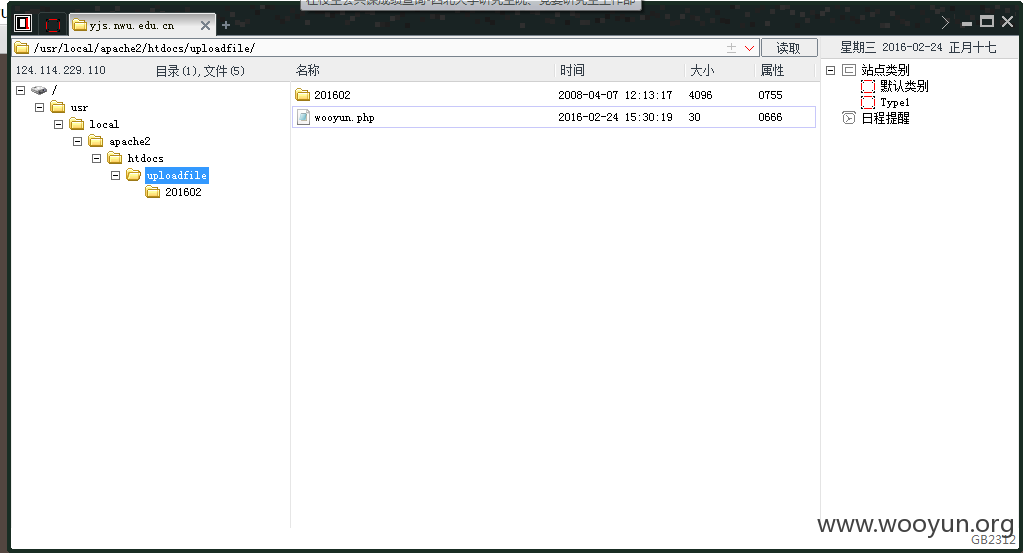 yjs.nwu.edu.cn
/usr/local/apache2/htdocs/uploadfile/
读取
星期三 2016-02-24 正月十七
124.114.229.110 目录(1),文件(5)
名称 时间 大小 属性
/
usr
local
apache2
htdocs
uploadfile
201602
201602 2008-04-07 12:13:17 4096 0755
wooyun.php 2016-02-24 15:30:19 30 0666
站点类别
默认类别
Type1
日程提醒
www.wooyun.org
GB2312